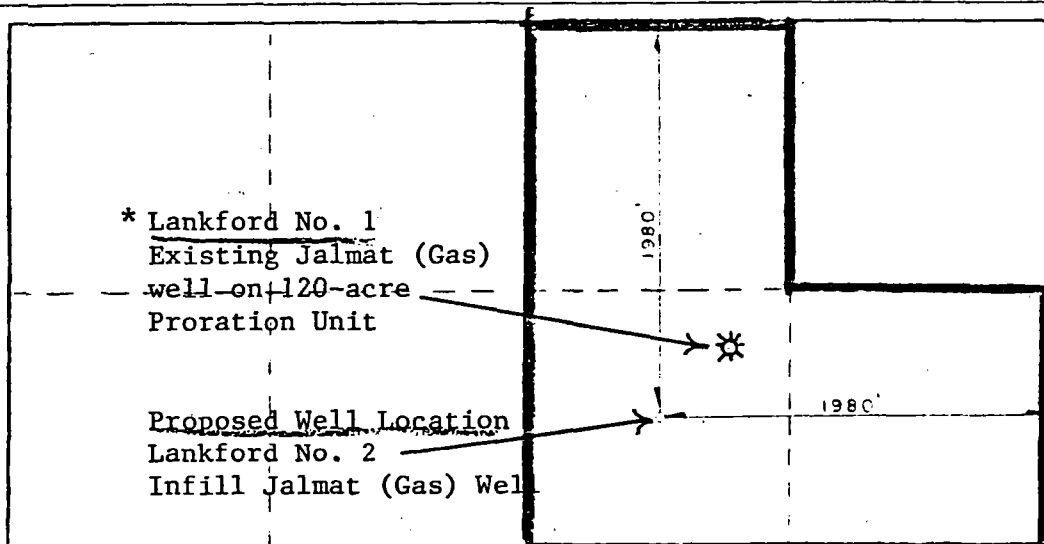 * Lankford No. 1
Existing Jalmat (Gas)
well on 120-acre
Proration Unit
1980'
Proposed Well Location
Lankford No. 2
Infill Jalmat (Gas) Well
1980'